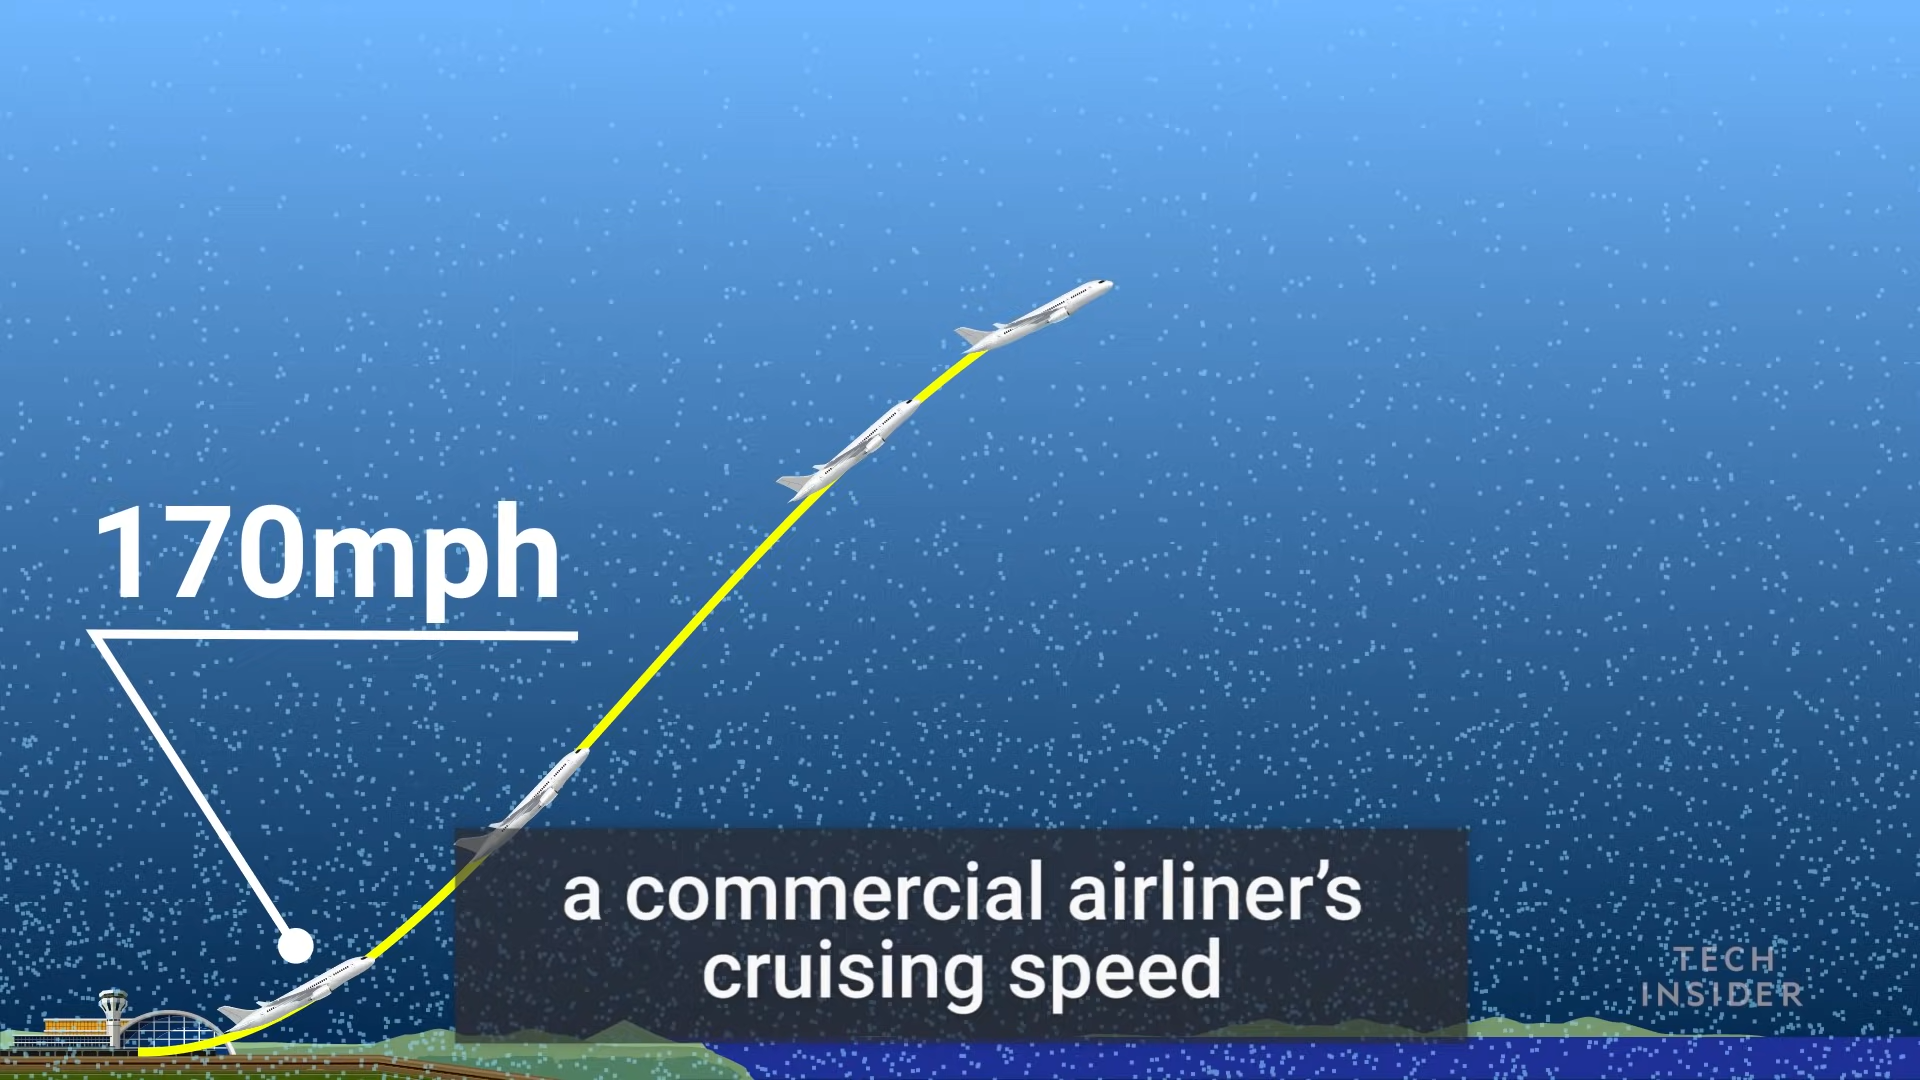 170mph
a commercial airliner’s
cruising speed
TECH
INSIDER